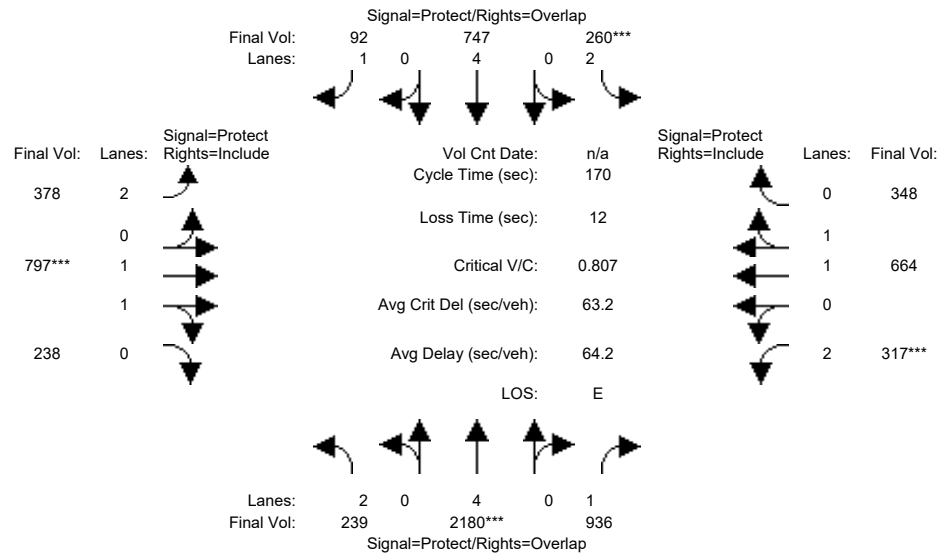 Signal=Protect/Rights=Overlap
Final Vol: 92 747 260***
Lanes: 1 0 4 0 2
Signal=Protect Signal=Protect
Final Vol: Lanes: Rights=Include Vol Cnt Date: n/a Rights=Include Lanes: Final Vol:
Cycle Time (sec): 170
378 2 0 348
Loss Time (sec): 12
0 1
797*** 1 Critical V/C: 0.807 1 664
1 Avg Crit Del (sec/veh): 63.2 0
238 0 Avg Delay (sec/veh): 64.2 2 317***
LOS: E
Lanes: 2 0 4 0 1
Final Vol: 239 2180*** 936
Signal=Protect/Rights=Overlap